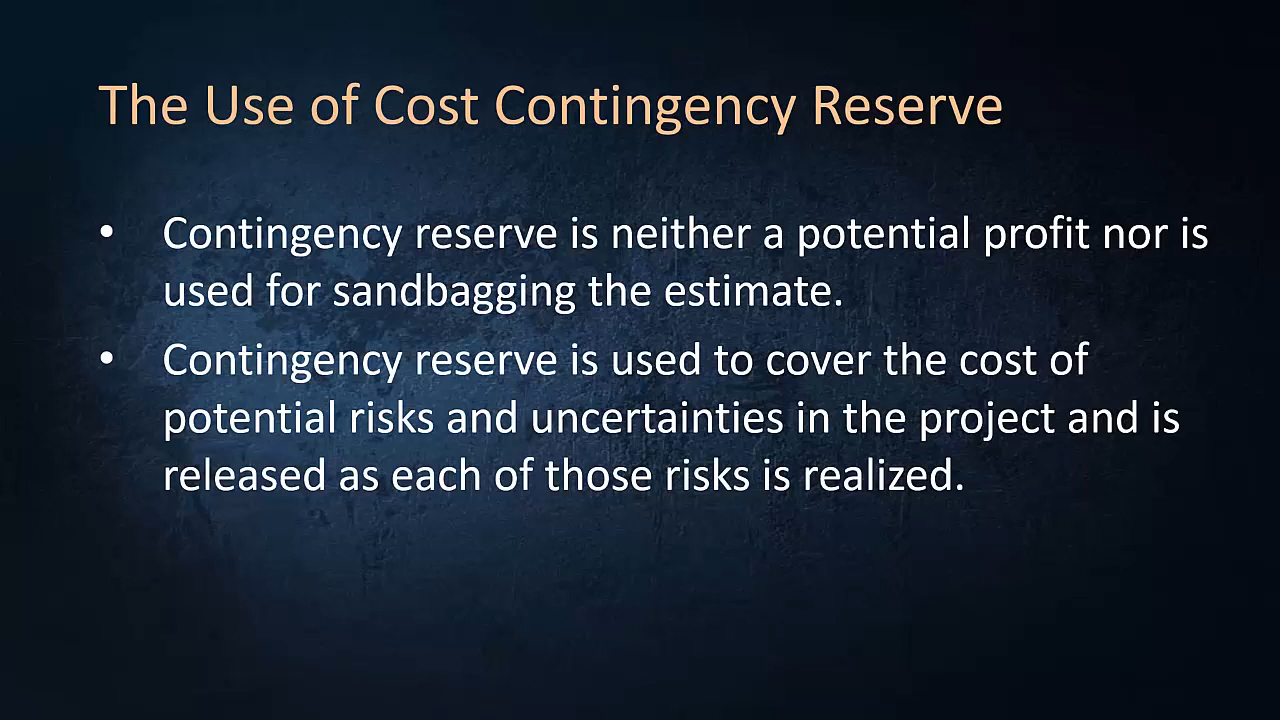 The Use of Cost Contingency Reserve
• Contingency reserve is neither a potential profit nor is
used for sandbagging the estimate.
• Contingency reserve is used to cover the cost of
potential risks and uncertainties in the project and is
released as each of those risks is realized.